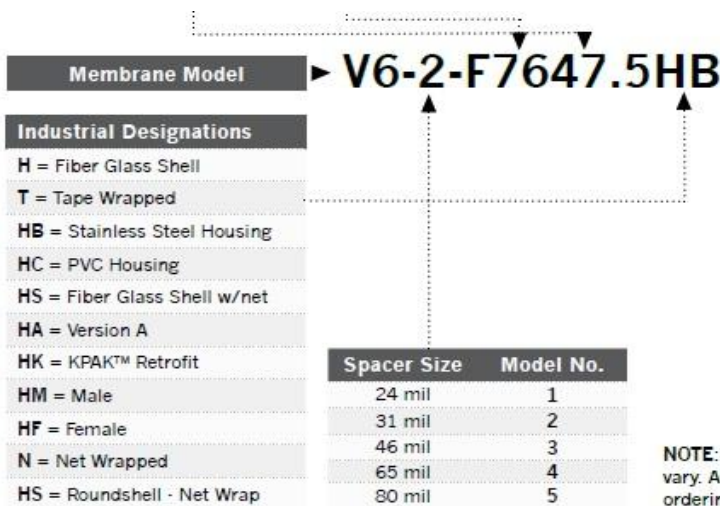 Membrane Model ► V6-2-F7647.5HB
Industrial Designations
H = Fiber Glass Shell
T = Tape Wrapped
HB = Stainless Steel Housing
HC = PVC Housing
HS = Fiber Glass Shell w/net
HA = Version A
HK = KPAK™ Retrofit
HM = Male
HF = Female
N = Net Wrapped
HS = Roundshell - Net Wrap
Spacer Size Model No.
24 mil 1
31 mil 2
46 mil 3
65 mil 4
80 mil 5
NOTE:
vary. A
orderin